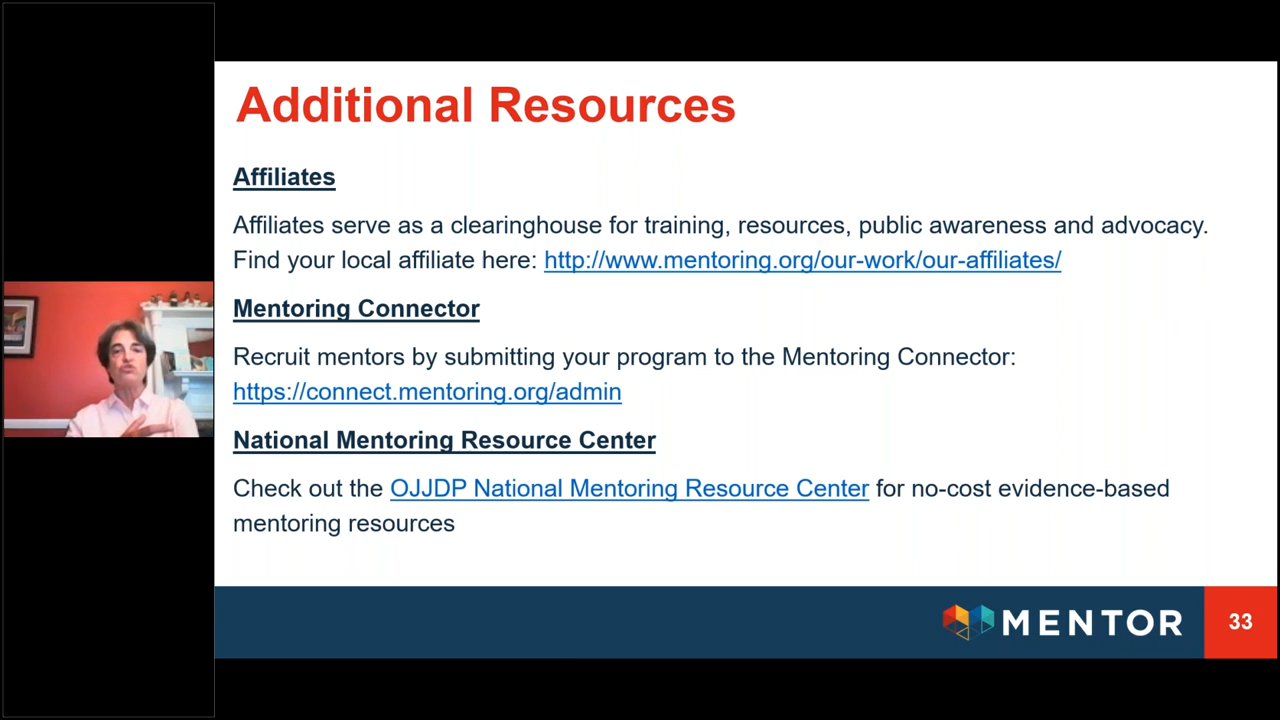 Additional Resources
Affiliates
Affiliates serve as a clearinghouse for training, resources, public awareness and advocacy.
Find your local affiliate here: http://www.mentoring.org/our-work/our-affiliates/
Mentoring Connector
Recruit mentors by submitting your program to the Mentoring Connector:
https://connect.mentoring.org/admin
National Mentoring Resource Center
Check out the OJJDP National Mentoring Resource Center for no-cost evidence-based
mentoring resources
MENTOR
33